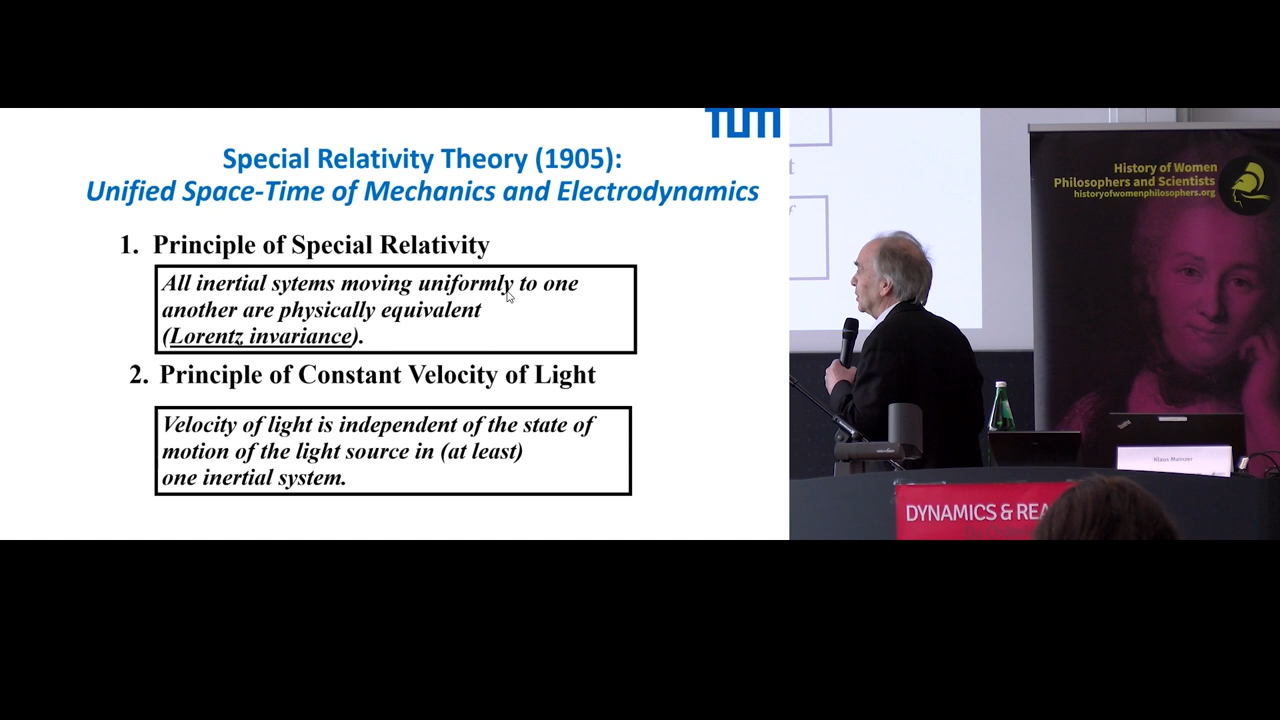 TUM
Special Relativity Theory (1905):
Unified Space-Time of Mechanics and Electrodynamics
1. Principle of Special Relativity
All inertial sytems moving uniformly to one
another are physically equivalent
(Lorentz invariance).
2. Principle of Constant Velocity of Light
Velocity of light is independent of the state of
motion of the light source in (at least)
one inertial system.
t
f
History of Women
Philosophers and Scientists
historyofwomenphilosophers.org
ThinkPad
Klaus Mainzer
DYNAMICS & REA